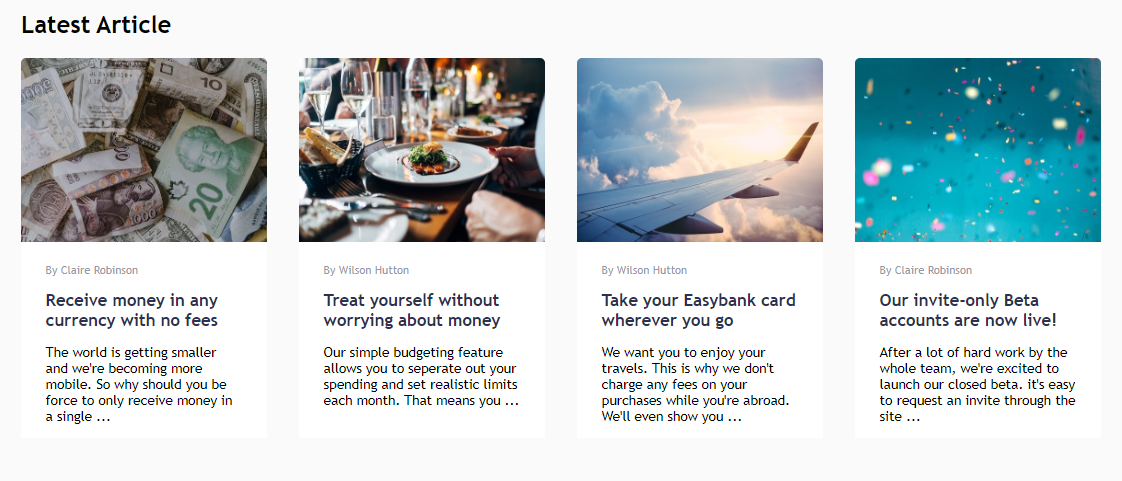 Latest Article
By Claire Robinson
Receive money in any
currency with no fees
The world is getting smaller
and we're becoming more
mobile. So why should you be
force to only receive money in
a single ...
By Wilson Hutton
Treat yourself without
worrying about money
Our simple budgeting feature
allows you to seperate out your
spending and set realistic limits
each month. That means you ...
By Wilson Hutton
Take your Easybank card
wherever you go
We want you to enjoy your
travels. This is why we don't
charge any fees on your
purchases while you're abroad.
We'll even show you ...
By Claire Robinson
Our invite-only Beta
accounts are now live!
After a lot of hard work by the
whole team, we're excited to
launch our closed beta. it's easy
to request an invite through the
site ...